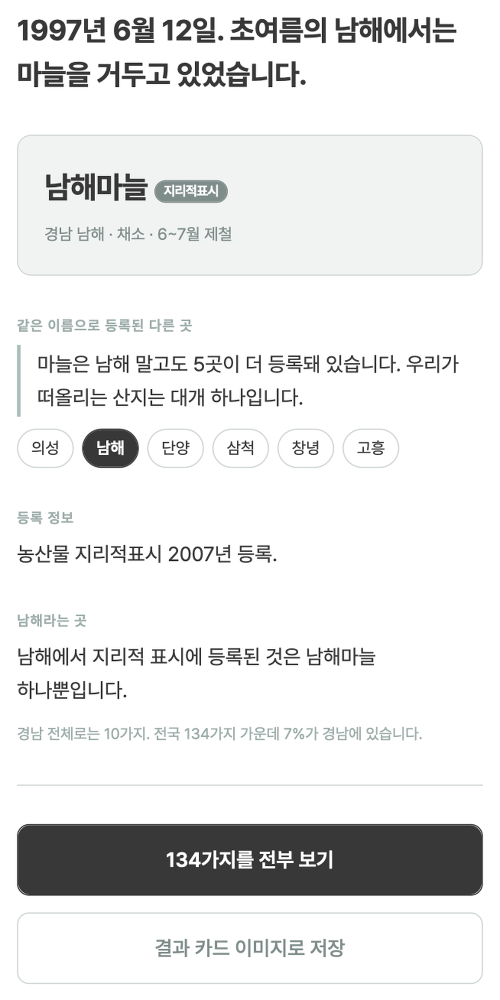 1997년 6월 12일. 초여름의 남해에서는
마늘을 거두고 있었습니다.
남해마늘 지리적표시
경남 남해 · 채소 · 6~7월 제철
같은 이름으로 등록된 다른 곳
마늘은 남해 말고도 5곳이 더 등록돼 있습니다. 우리가
떠올리는 산지는 대개 하나입니다.
의성 남해 단양 삼척 창녕 고흥
등록 정보
농산물 지리적표시 2007년 등록.
남해라는 곳
남해에서 지리적 표시에 등록된 것은 남해마늘
하나뿐입니다.
경남 전체로는 10가지. 전국 134가지 가운데 7%가 경남에 있습니다.
134가지를 전부 보기
결과 카드 이미지로 저장